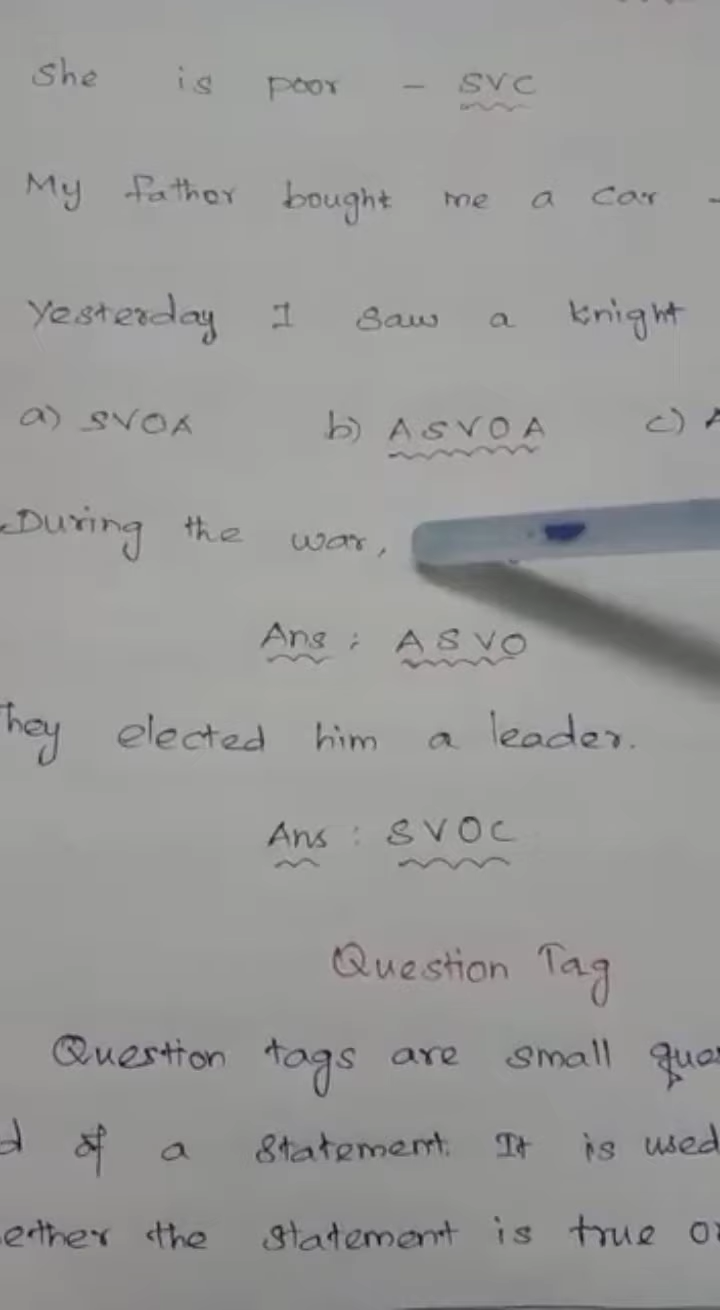 She is poor - SVC
My father bought me a car -
Yesterday I saw a knight
a) SVOA b) ASVOA c) A
During the war,
Ans : ASVO
hey elected him a leader.
Ans : SVOC
Question Tag
Question tags are small ques
d of a statement. It is used
ether the statement is true or